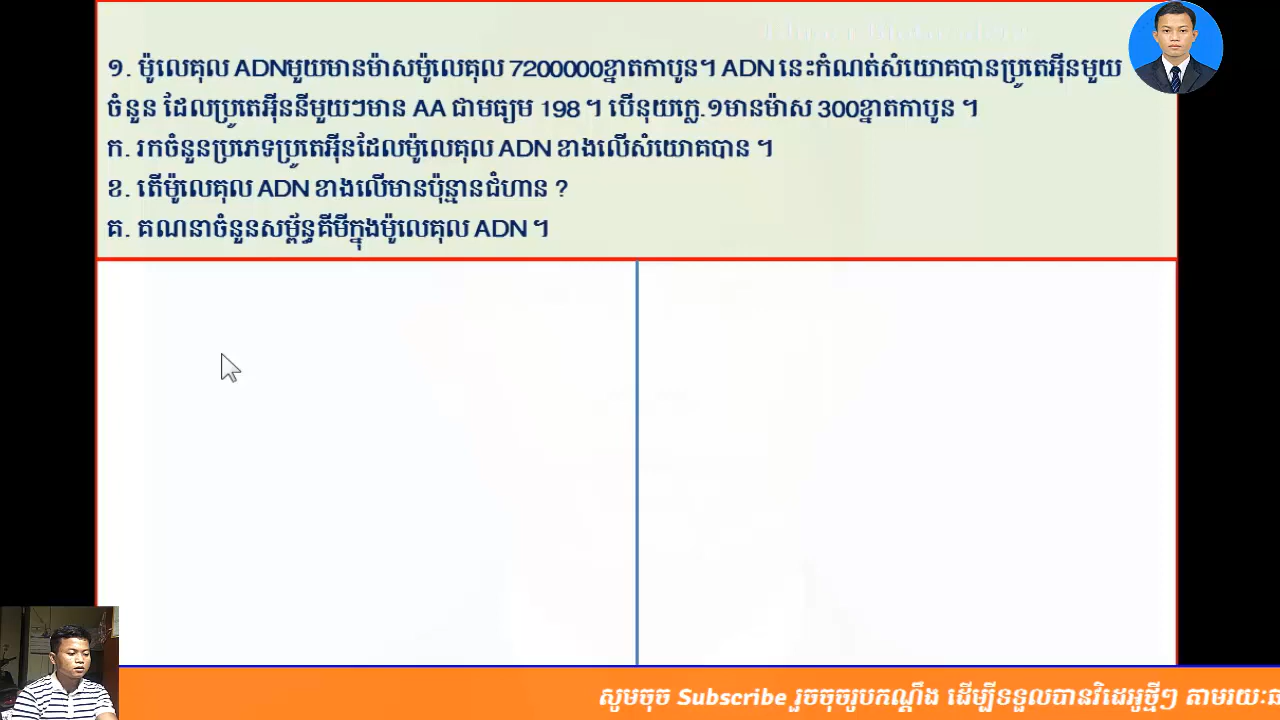 ១. ម៉ូលេគុល ADNមួយមានម៉ាសម៉ូលេគុល 7200000ខ្នាតកាបូន។ ADN នេះកំណត់សំយោគបានប្រូតេអ៊ីនមួយ
ចំនួន ដែលប្រូតេអ៊ីននីមួយៗមាន AA ជាមធ្យម 198 ។ បើនុយក្លេ.១មានម៉ាស 300ខ្នាតកាបូន ។
ក. រកចំនួនប្រភេទប្រូតេអ៊ីនដែលម៉ូលេគុល ADN ខាងលើសំយោគបាន ។
ខ. តើម៉ូលេគុល ADN ខាងលើមានប៉ុន្មានជំហាន ?
គ. គណនាចំនួនសម្ព័ន្ធគីមីក្នុងម៉ូលេគុល ADN ។
សូមចុច Subscribe រួចចុចរូបកណ្ដឹង ដើម្បីទទួលបានវិដេអូថ្មីៗ តាមរយៈ